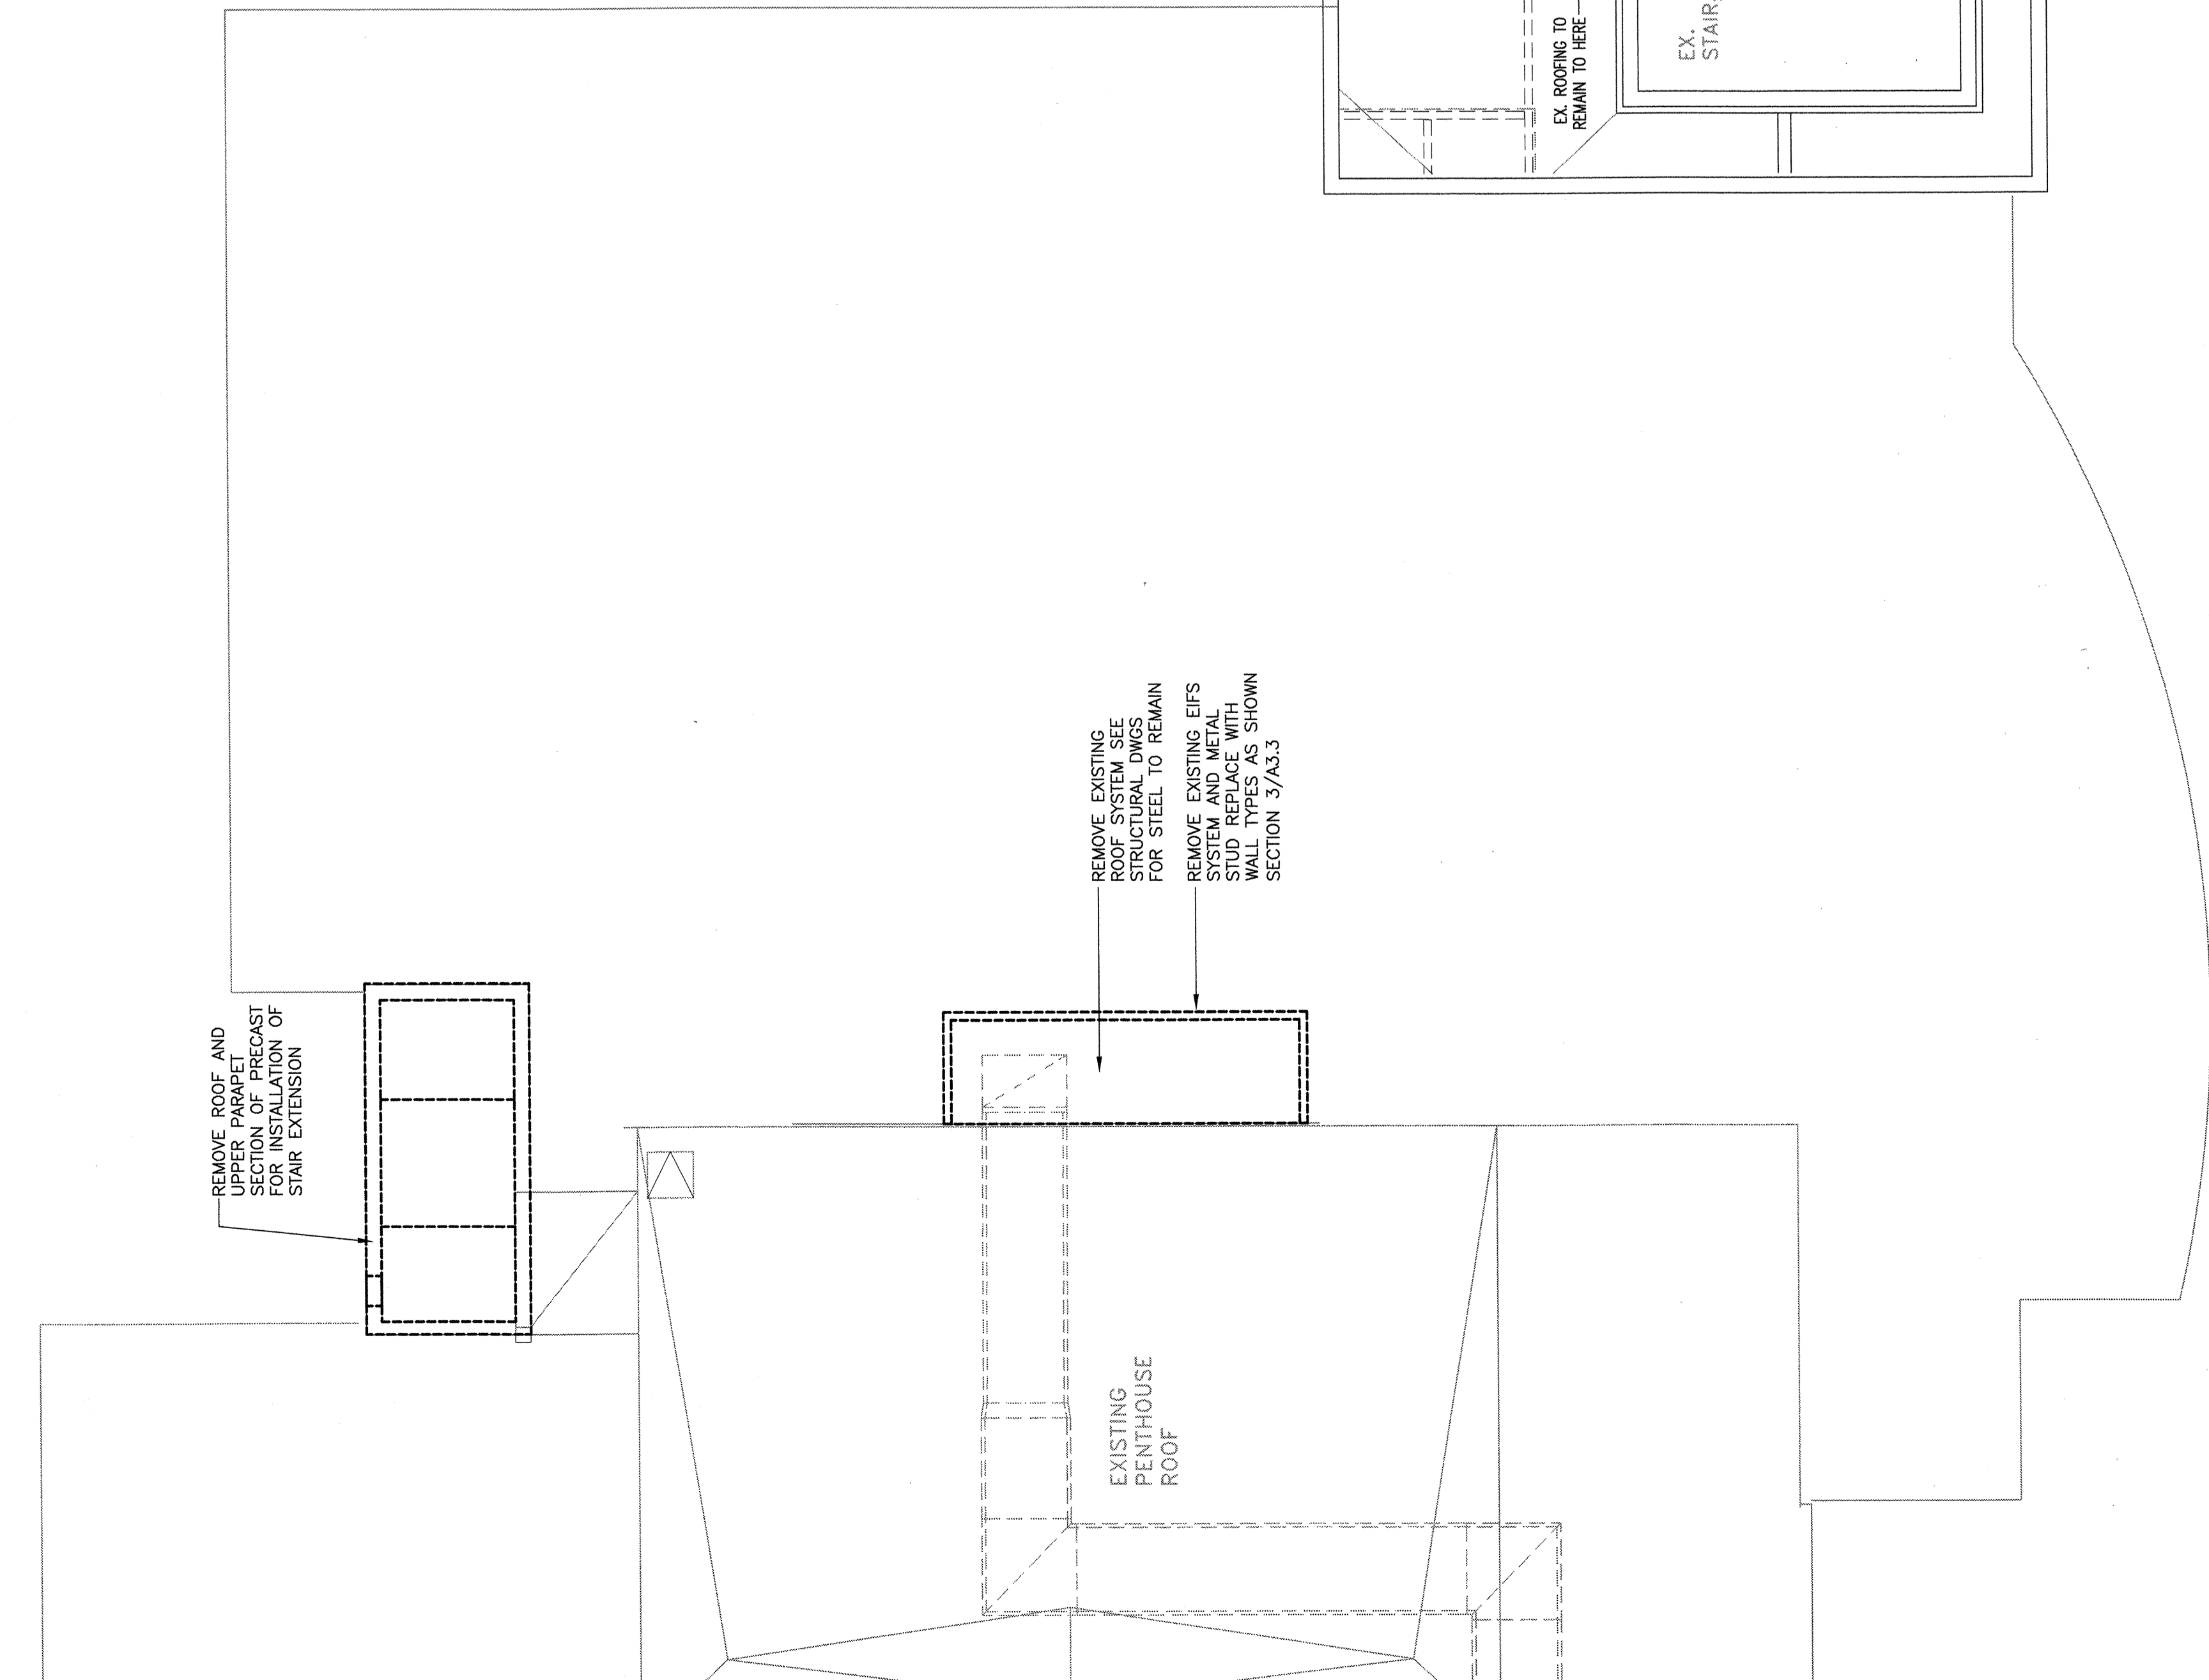 REMOVE ROOF AND
UPPER PARAPET
SECTION OF PRECAST
FOR INSTALLATION OF
STAIR EXTENSION
REMOVE EXISTING
ROOF SYSTEM SEE
STRUCTURAL DWGS
FOR STEEL TO REMAIN
REMOVE EXISTING EIFS
SYSTEM AND METAL
STUD REPLACE WITH
WALL TYPES AS SHOWN
SECTION 3/A3.3
EXISTING
PENTHOUSE
ROOF
EX. ROOFING TO
REMAIN TO HERE
EX.